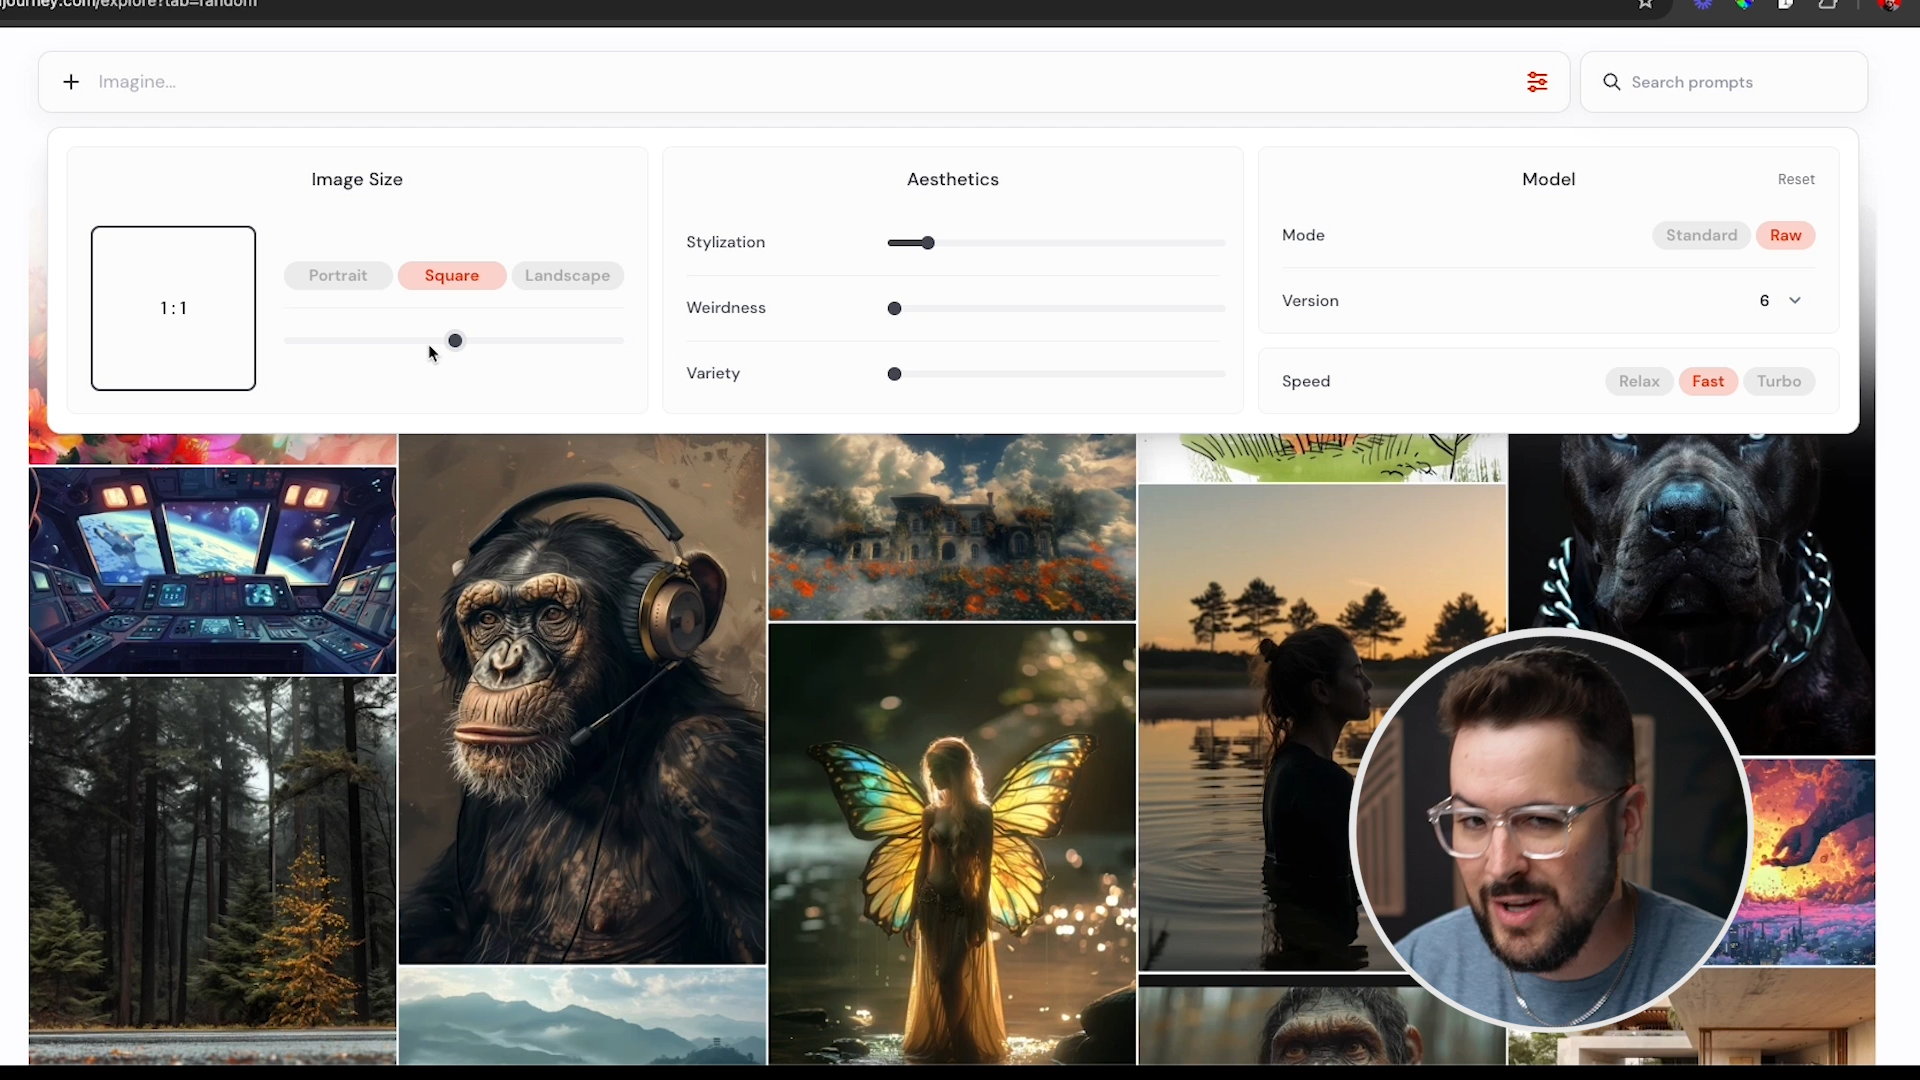 journey.com/explore?tab=random
Imagine...
Search prompts
Image Size
1 : 1
Portrait
Square
Landscape
Aesthetics
Stylization
Weirdness
Variety
Model
Reset
Mode
Standard
Raw
Version
6
Speed
Relax
Fast
Turbo